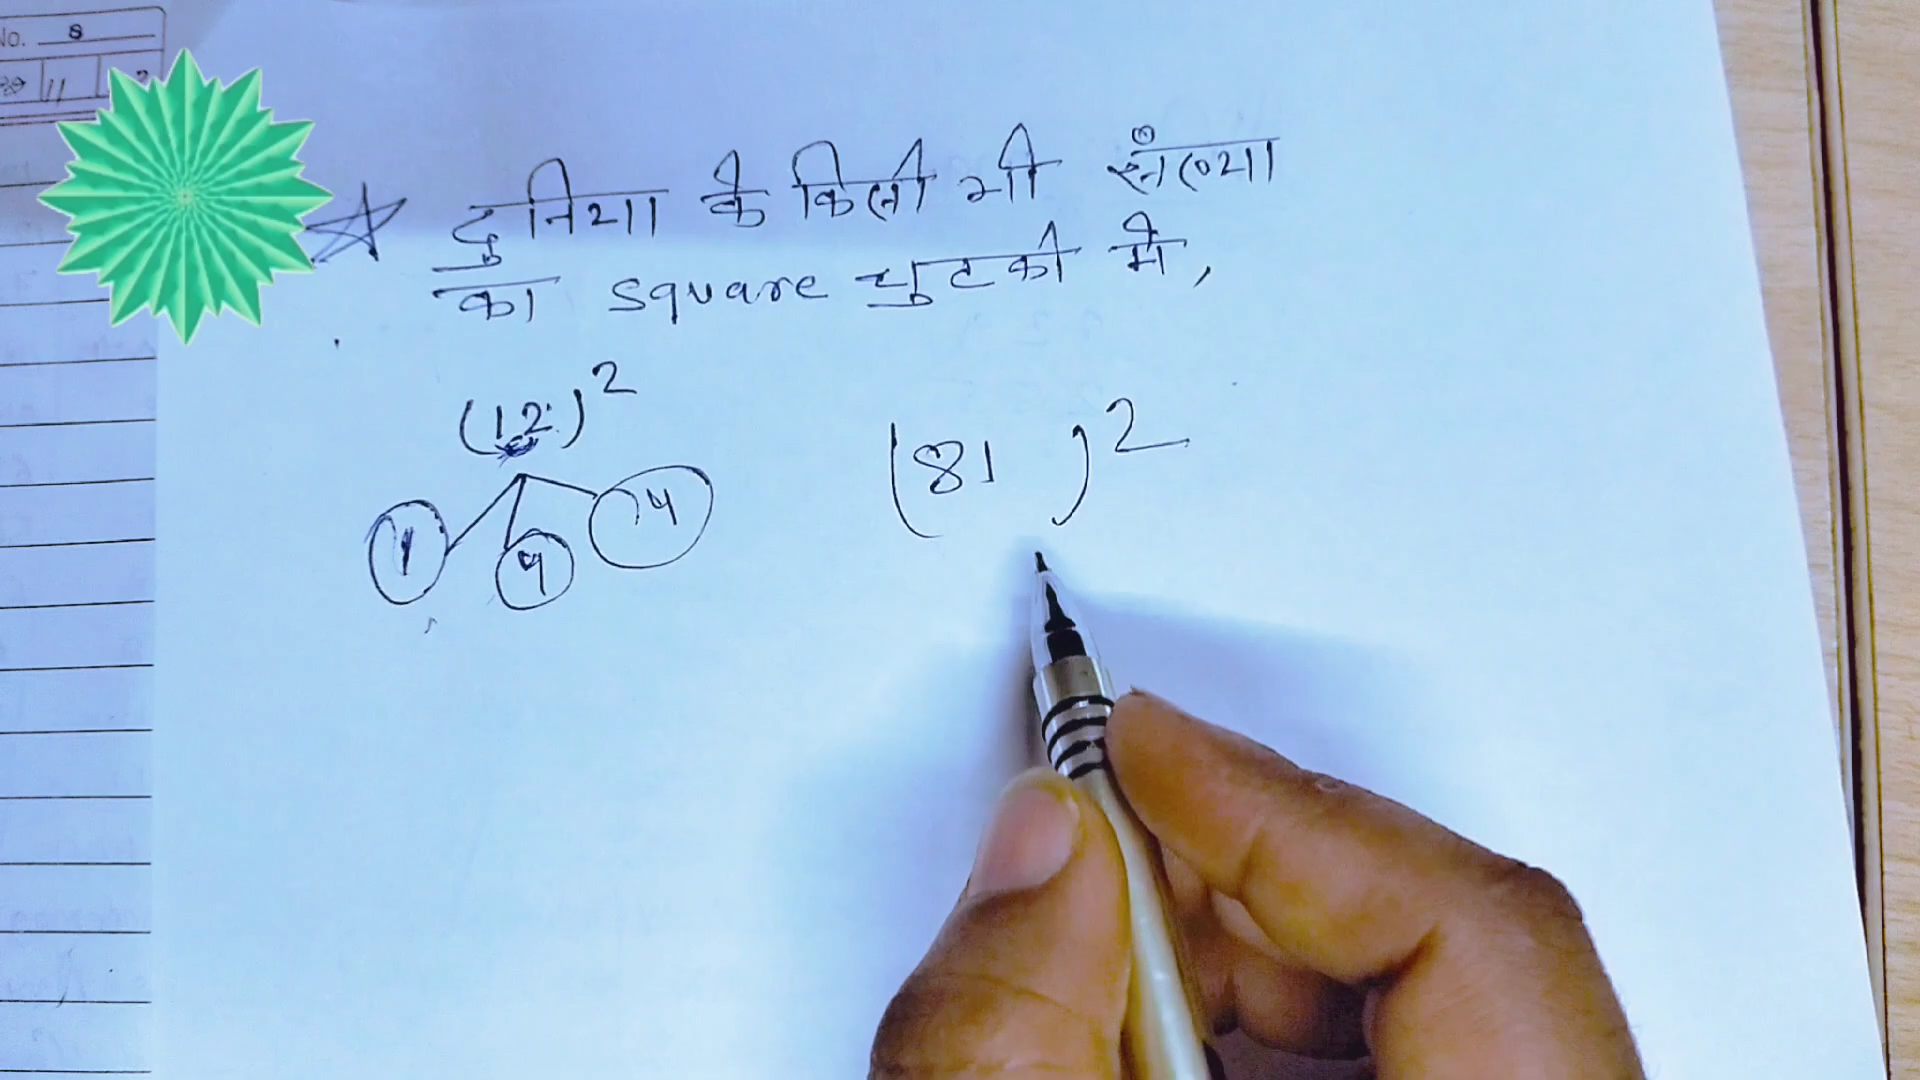 No. 8
दुनिया के किसी भी संख्या
का square चुटकी में,
(12)²
1 4 4
(81 )²